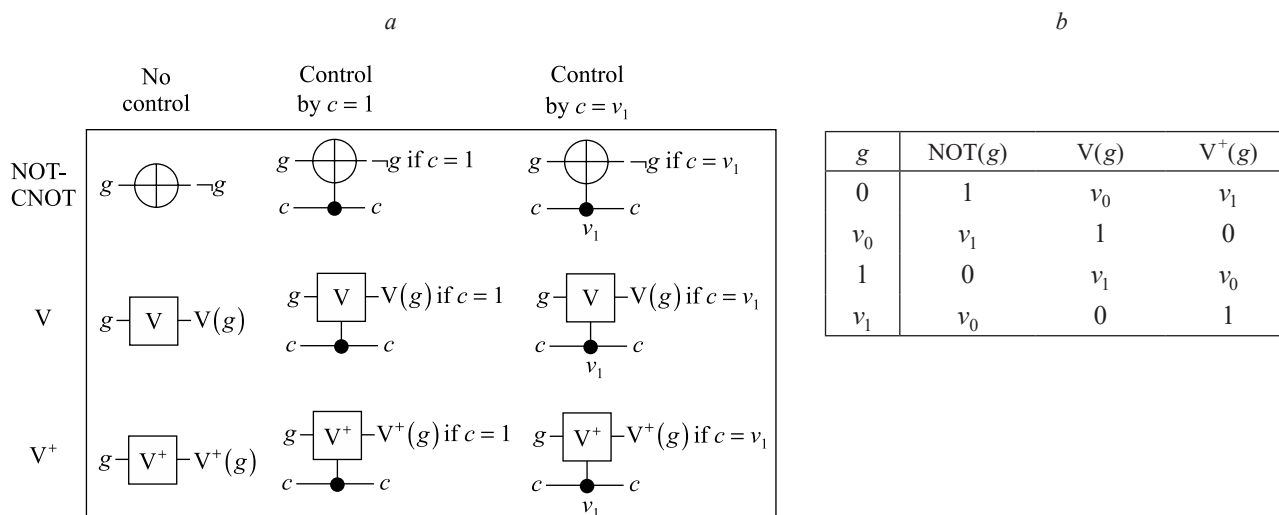 a
b
No control
Control by c = 1
Control by c = v₁
NOT-CNOT
g ¬g
g ¬g if c = 1
c c
g ¬g if c = v₁
c c
v₁
V
g V V(g)
g V V(g) if c = 1
c c
g V V(g) if c = v₁
c c
v₁
V⁺
g V⁺ V⁺(g)
g V⁺ V⁺(g) if c = 1
c c
g V⁺ V⁺(g) if c = v₁
c c
v₁
g NOT(g) V(g) V⁺(g)
0 1 v₀ v₁
v₀ v₁ 1 0
1 0 v₁ v₀
v₁ v₀ 0 1